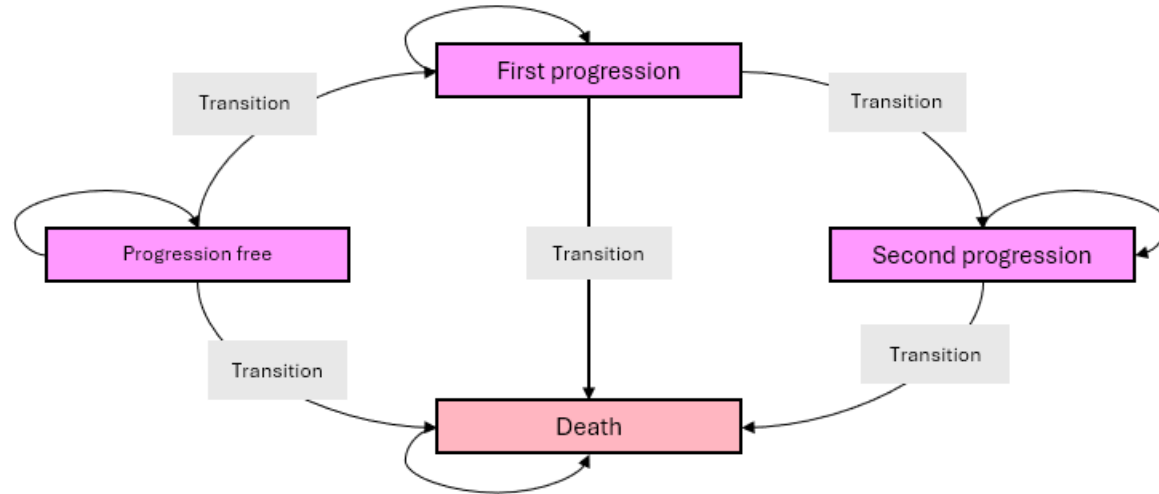 First progression
Transition
Transition
Progression free
Transition
Second progression
Transition
Transition
Death